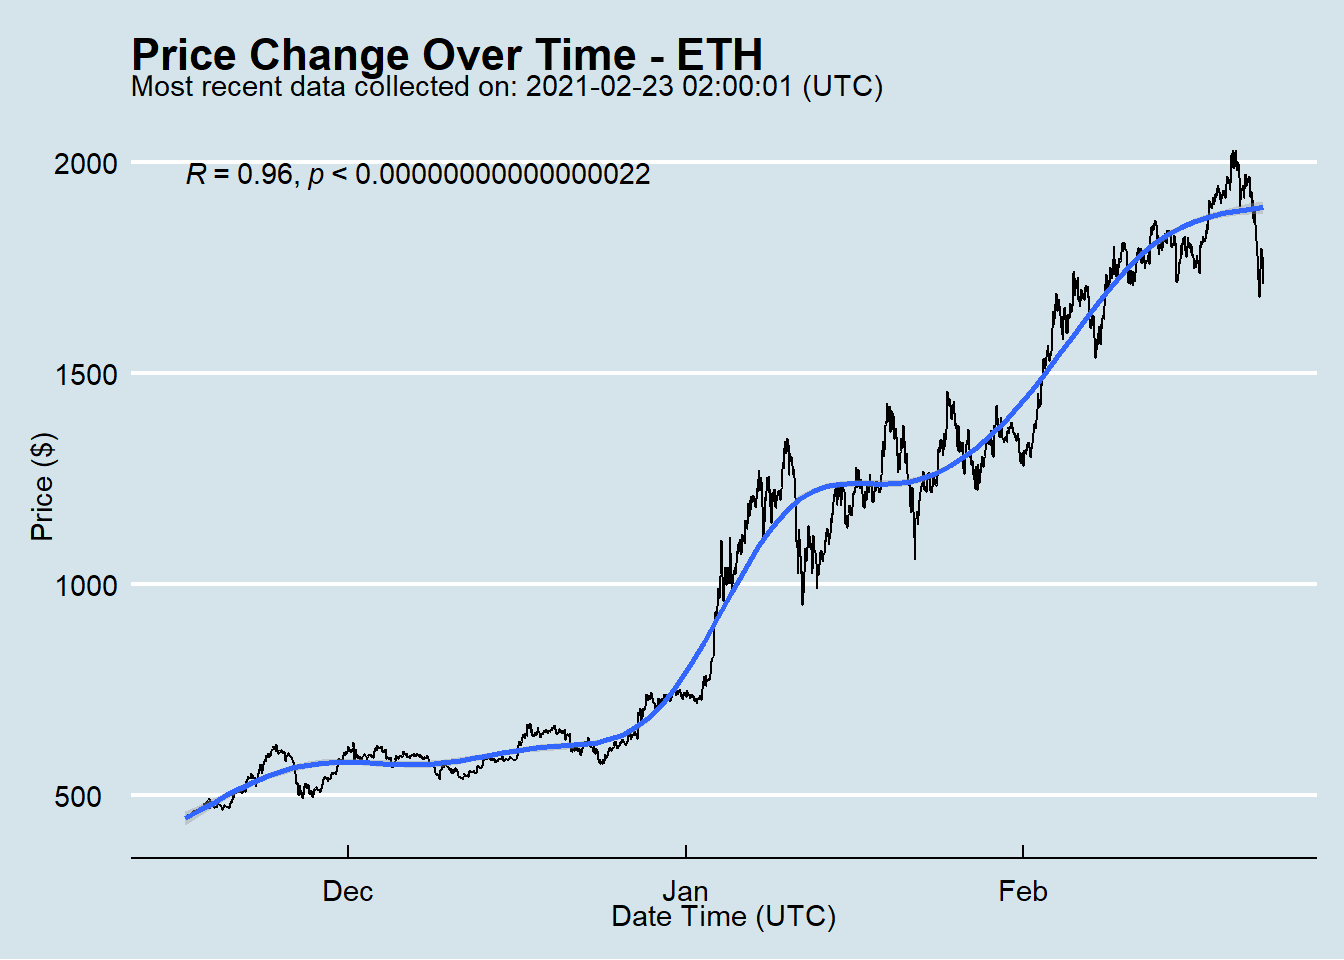 Price Change Over Time - ETH
Most recent data collected on: 2021-02-23 02:00:01 (UTC)
R = 0.96, p < 0.00000000000000022
2000
1500
1000
500
Price ($)
Dec Jan Feb
Date Time (UTC)